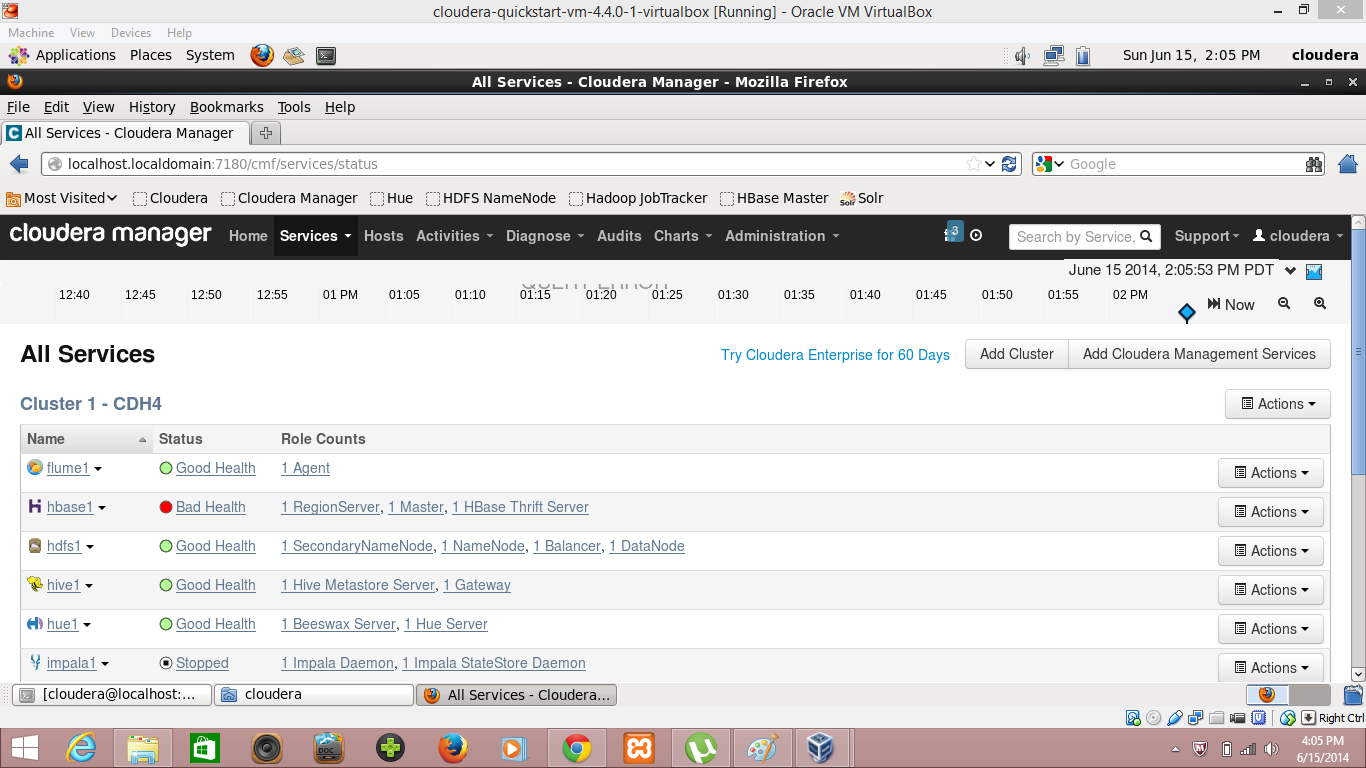 cloudera-quickstart-vm-4.4.0-1-virtualbox [Running] - Oracle VM VirtualBox
Machine View Devices Help
Applications Places System Sun Jun 15, 2:05 PM cloudera
All Services - Cloudera Manager - Mozilla Firefox
File Edit View History Bookmarks Tools Help
C All Services - Cloudera Manager
localhost.localdomain:7180/cmf/services/status Google
Most Visited Cloudera Cloudera Manager Hue HDFS NameNode Hadoop JobTracker HBase Master Solr Solr
cloudera manager Home Services Hosts Activities Diagnose Audits Charts Administration 3 Search by Service, Support cloudera
June 15 2014, 2:05:53 PM PDT
QUERY ERROR
12:40 12:45 12:50 12:55 01 PM 01:05 01:10 01:15 01:20 01:25 01:30 01:35 01:40 01:45 01:50 01:55 02 PM Now
All Services Try Cloudera Enterprise for 60 Days Add Cluster Add Cloudera Management Services
Cluster 1 - CDH4 Actions
Name Status Role Counts
flume1 Good Health 1 Agent Actions
hbase1 Bad Health 1 RegionServer, 1 Master, 1 HBase Thrift Server Actions
hdfs1 Good Health 1 SecondaryNameNode, 1 NameNode, 1 Balancer, 1 DataNode Actions
hive1 Good Health 1 Hive Metastore Server, 1 Gateway Actions
hue1 Good Health 1 Beeswax Server, 1 Hue Server Actions
impala1 Stopped 1 Impala Daemon, 1 Impala StateStore Daemon Actions
[cloudera@localhost:... cloudera All Services - Cloudera...
Right Ctrl
DOC 4:05 PM
6/15/2014